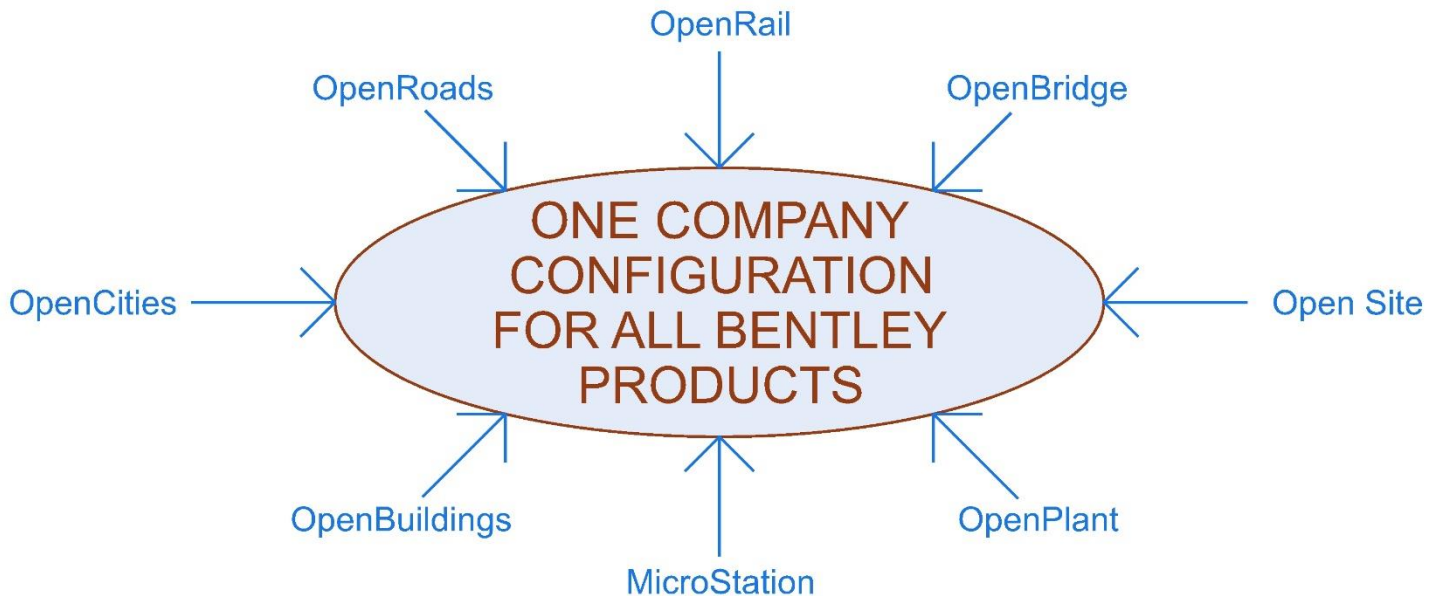 OpenRail
OpenRoads
OpenBridge
ONE COMPANY
CONFIGURATION
FOR ALL BENTLEY
PRODUCTS
OpenCities
Open Site
OpenBuildings
OpenPlant
MicroStation